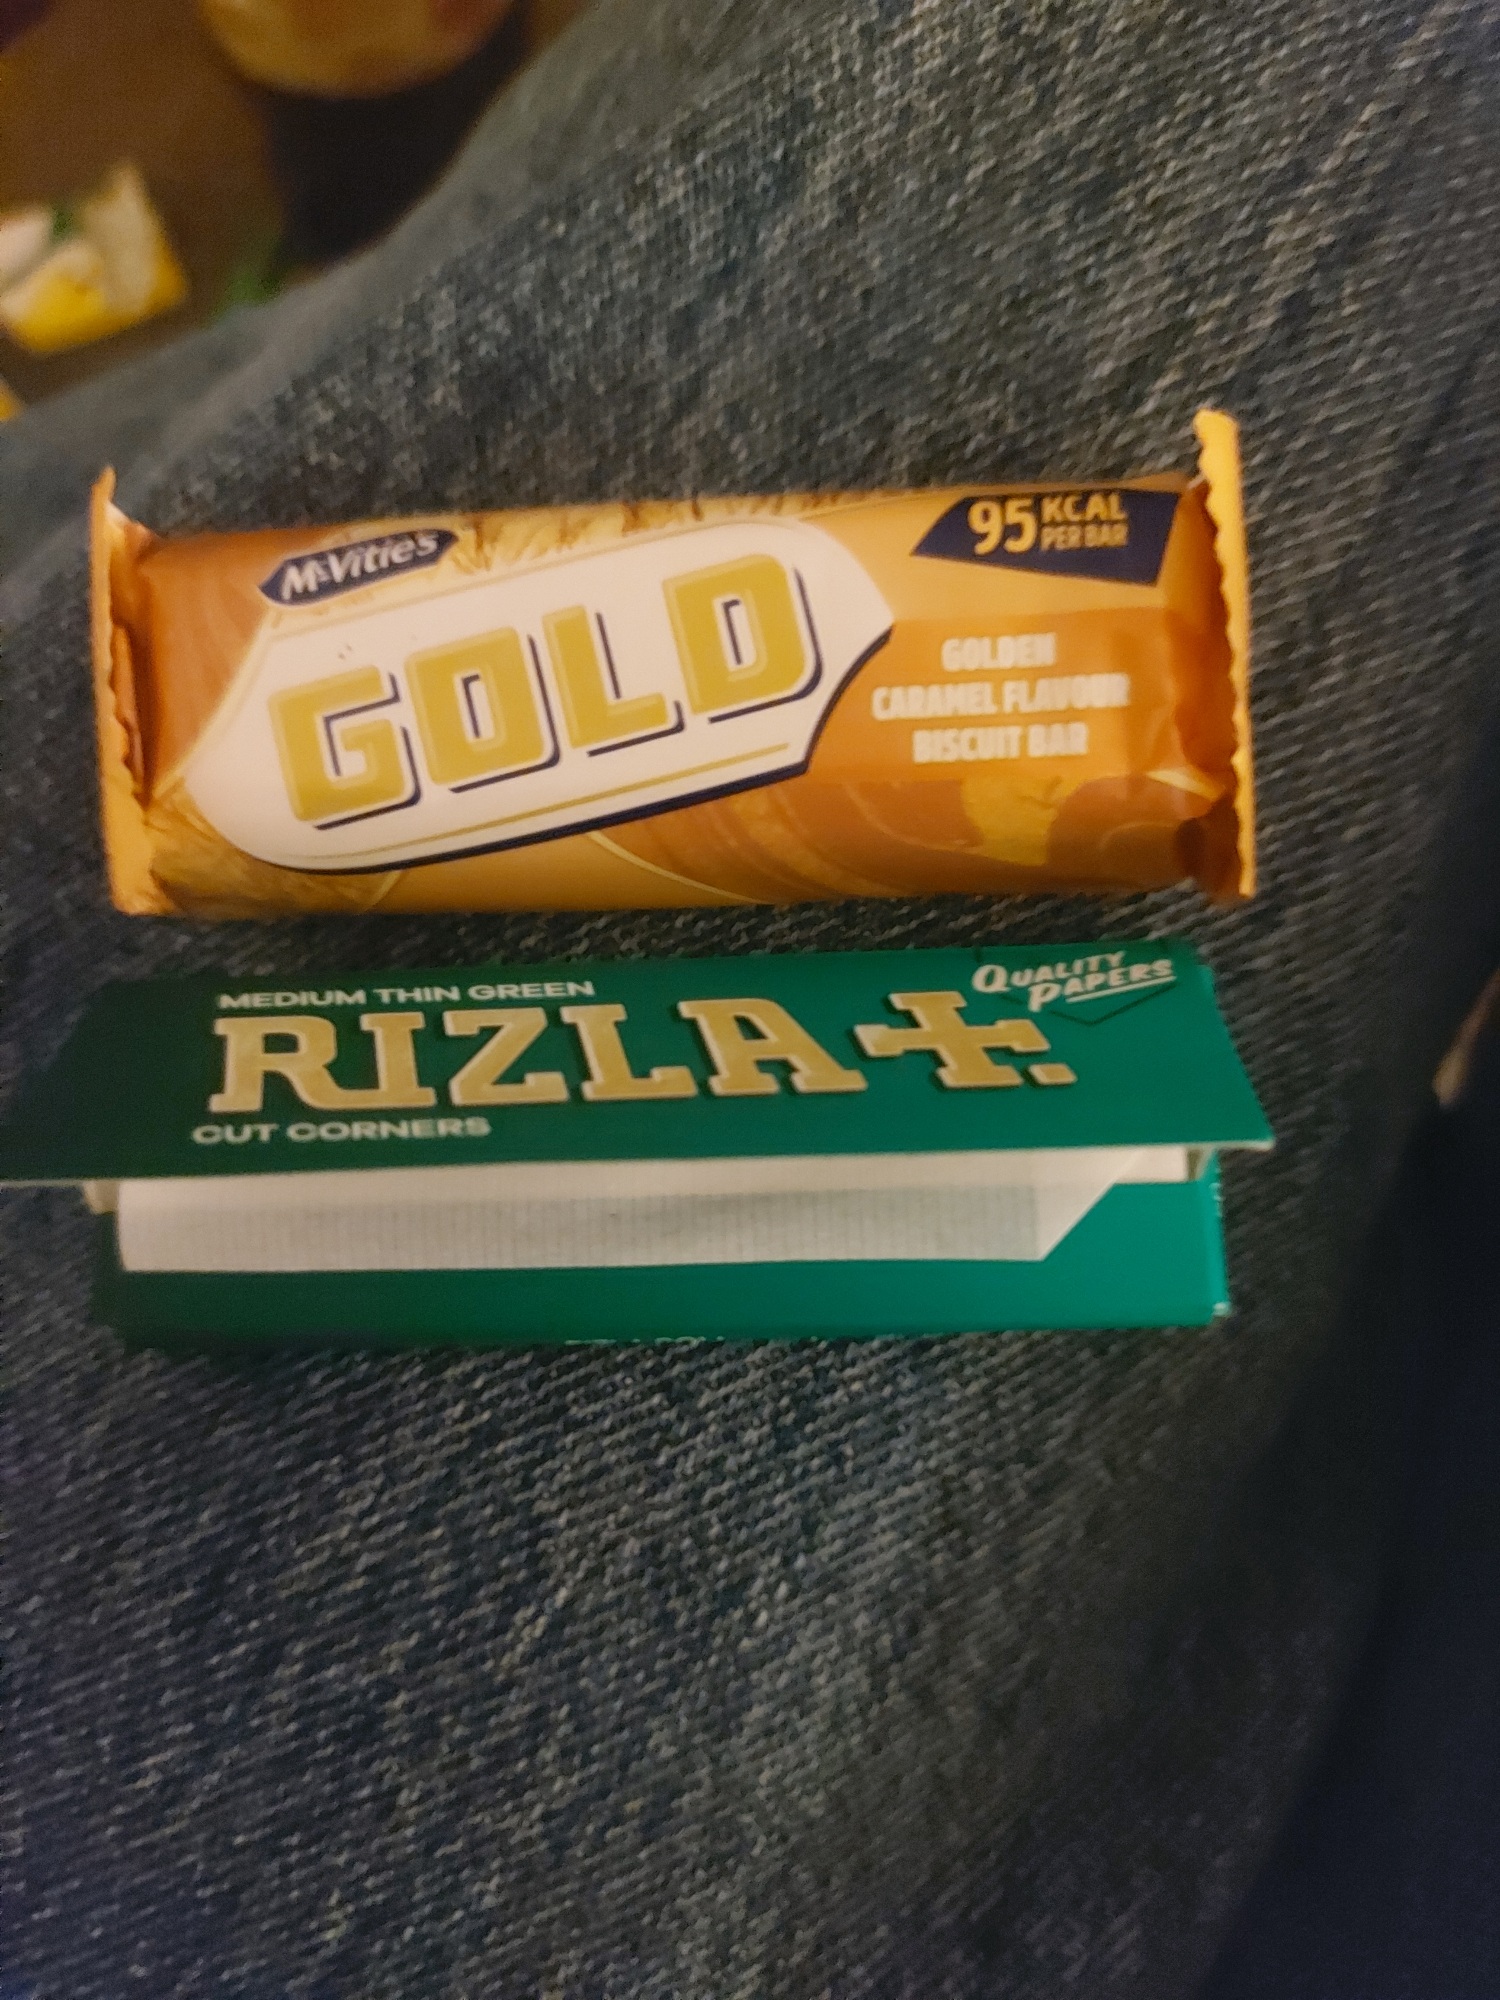 McVitie's
GOLD
95 KCAL
PER BAR
GOLDEN
CARAMEL FLAVOUR
BISCUIT BAR
MEDIUM THIN GREEN
RIZLA+.
CUT CORNERS
QUALITY
PAPERS